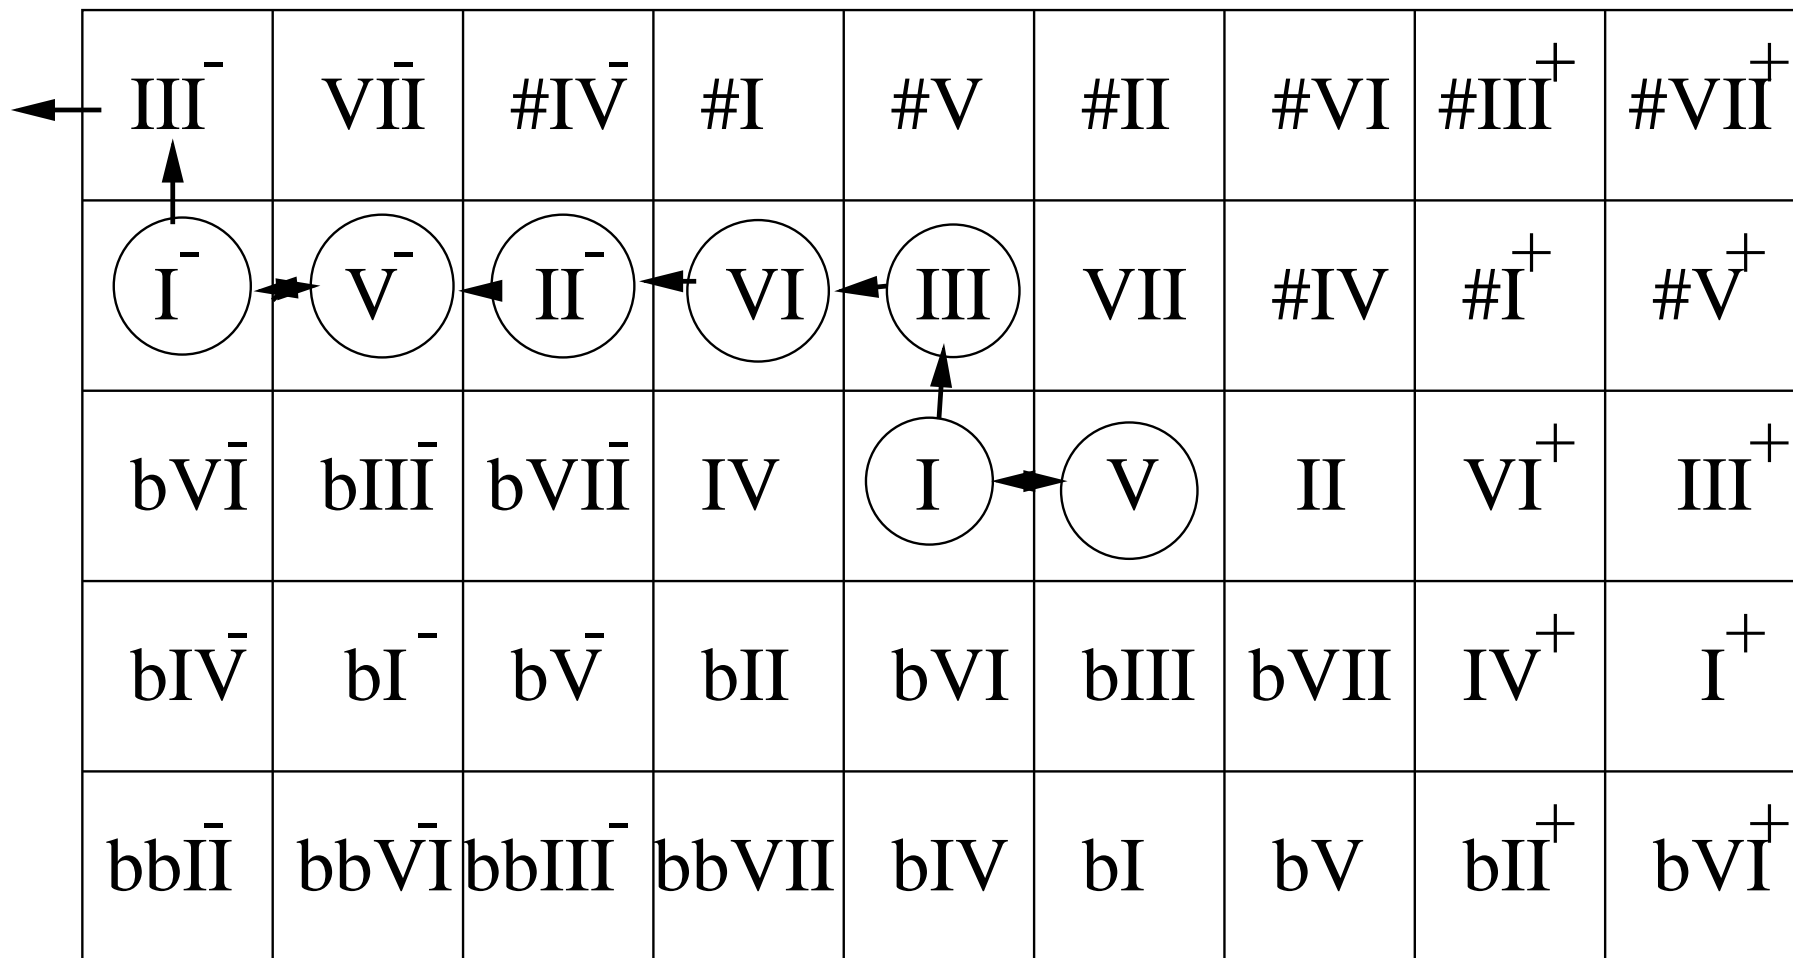 III⁻ VII⁻ #IV⁻ #I #V #II #VI #III⁺ #VII⁺
I⁻ V⁻ II⁻ VI III VII #IV #I⁺ #V⁺
bVI⁻ bIII⁻ bVII⁻ IV I V II VI⁺ III⁺
bIV⁻ bI⁻ bV⁻ bII bVI bIII bVII IV⁺ I⁺
bbII⁻ bbVI⁻ bbIII⁻ bbVII bIV bI bV bII⁺ bVI⁺